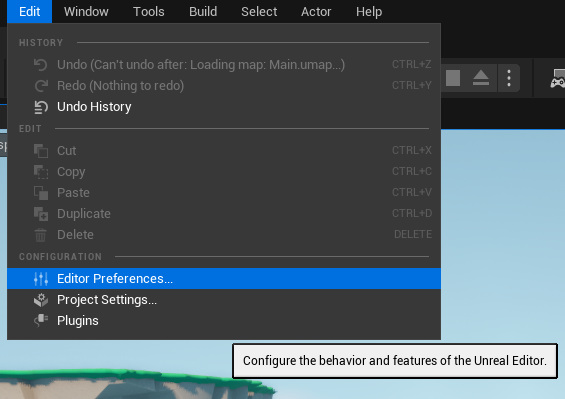 Edit Window Tools Build Select Actor Help
HISTORY
Undo (Can't undo after: Loading map: Main.umap...) CTRL+Z
Redo (Nothing to redo) CTRL+Y
Undo History
EDIT
Cut CTRL+X
Copy CTRL+C
Paste CTRL+V
Duplicate CTRL+D
Delete DELETE
CONFIGURATION
Editor Preferences...
Project Settings...
Plugins
Configure the behavior and features of the Unreal Editor.